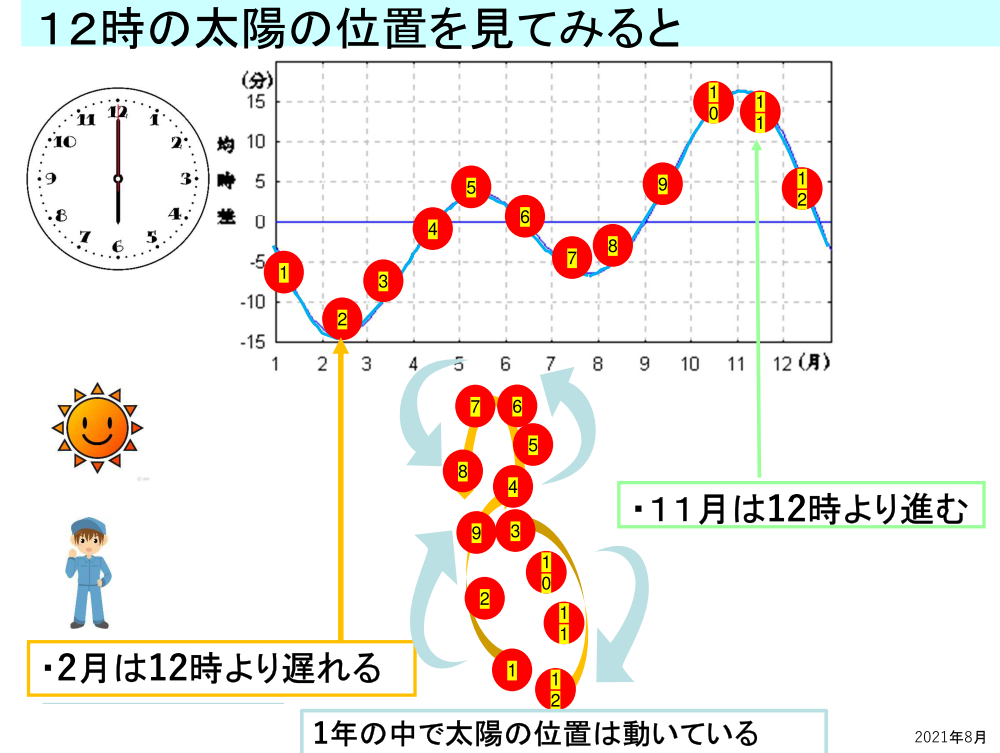 １２時の太陽の位置を見てみると
(分)
15
10
5
0
-5
-10
-15
均時差
1 2 3 4 5 6 7 8 9 10 11 12 (月)
1 2 3 4 5 6 7 8 9 10 11 12
12 1 2 3 4 5 6 7 8 9 10 11
7 6
5
8
4
9 3
10
2
11
1
12
・１１月は12時より進む
・2月は12時より遅れる
1年の中で太陽の位置は動いている
2021年8月